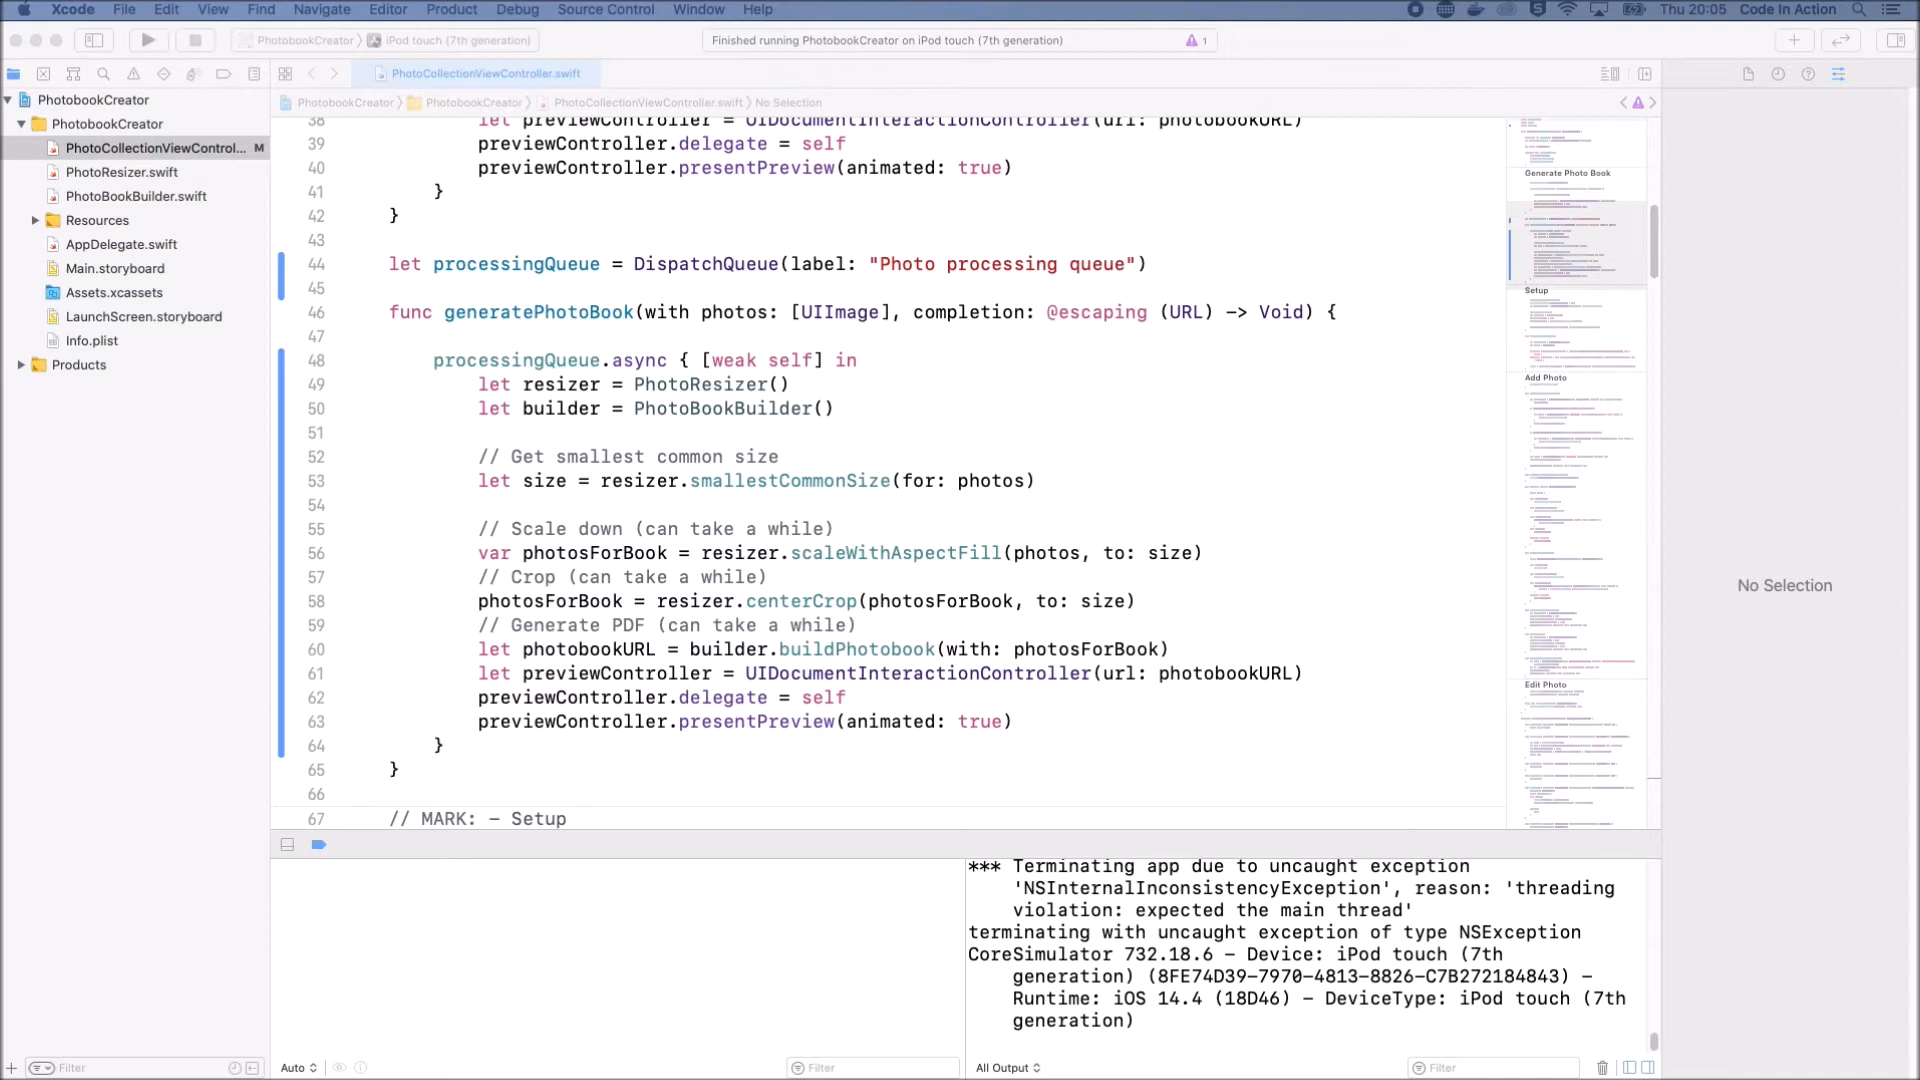 Xcode File Edit View Find Navigate Editor Product Debug Source Control Window Help Thu 20:05 Code In Action
PhotobookCreator iPod touch (7th generation) Finished running PhotobookCreator on iPod touch (7th generation) 1
PhotoCollectionViewController.swift
PhotobookCreator PhotobookCreator PhotoCollectionViewController.swift No Selection
PhotobookCreator
PhotobookCreator
PhotoCollectionViewControl... M
PhotoResizer.swift
PhotoBookBuilder.swift
Resources
AppDelegate.swift
Main.storyboard
Assets.xcassets
LaunchScreen.storyboard
Info.plist
Products
38 let previewController = UIDocumentInteractionController(url: photobookURL)
39 previewController.delegate = self
40 previewController.presentPreview(animated: true)
41 }
42 }
43
44 let processingQueue = DispatchQueue(label: "Photo processing queue")
45
46 func generatePhotoBook(with photos: [UIImage], completion: @escaping (URL) -> Void) {
47
48 processingQueue.async { [weak self] in
49 let resizer = PhotoResizer()
50 let builder = PhotoBookBuilder()
51
52 // Get smallest common size
53 let size = resizer.smallestCommonSize(for: photos)
54
55 // Scale down (can take a while)
56 var photosForBook = resizer.scaleWithAspectFill(photos, to: size)
57 // Crop (can take a while)
58 photosForBook = resizer.centerCrop(photosForBook, to: size)
59 // Generate PDF (can take a while)
60 let photobookURL = builder.buildPhotobook(with: photosForBook)
61 let previewController = UIDocumentInteractionController(url: photobookURL)
62 previewController.delegate = self
63 previewController.presentPreview(animated: true)
64 }
65 }
66
67 // MARK: - Setup
Generate Photo Book
Setup
Add Photo
Edit Photo
No Selection
*** Terminating app due to uncaught exception
'NSInternalInconsistencyException', reason: 'threading
violation: expected the main thread'
terminating with uncaught exception of type NSException
CoreSimulator 732.18.6 - Device: iPod touch (7th
generation) (8FE74D39-7970-4813-8826-C7B272184843) -
Runtime: iOS 14.4 (18D46) - DeviceType: iPod touch (7th
generation)
Filter Auto Filter All Output Filter